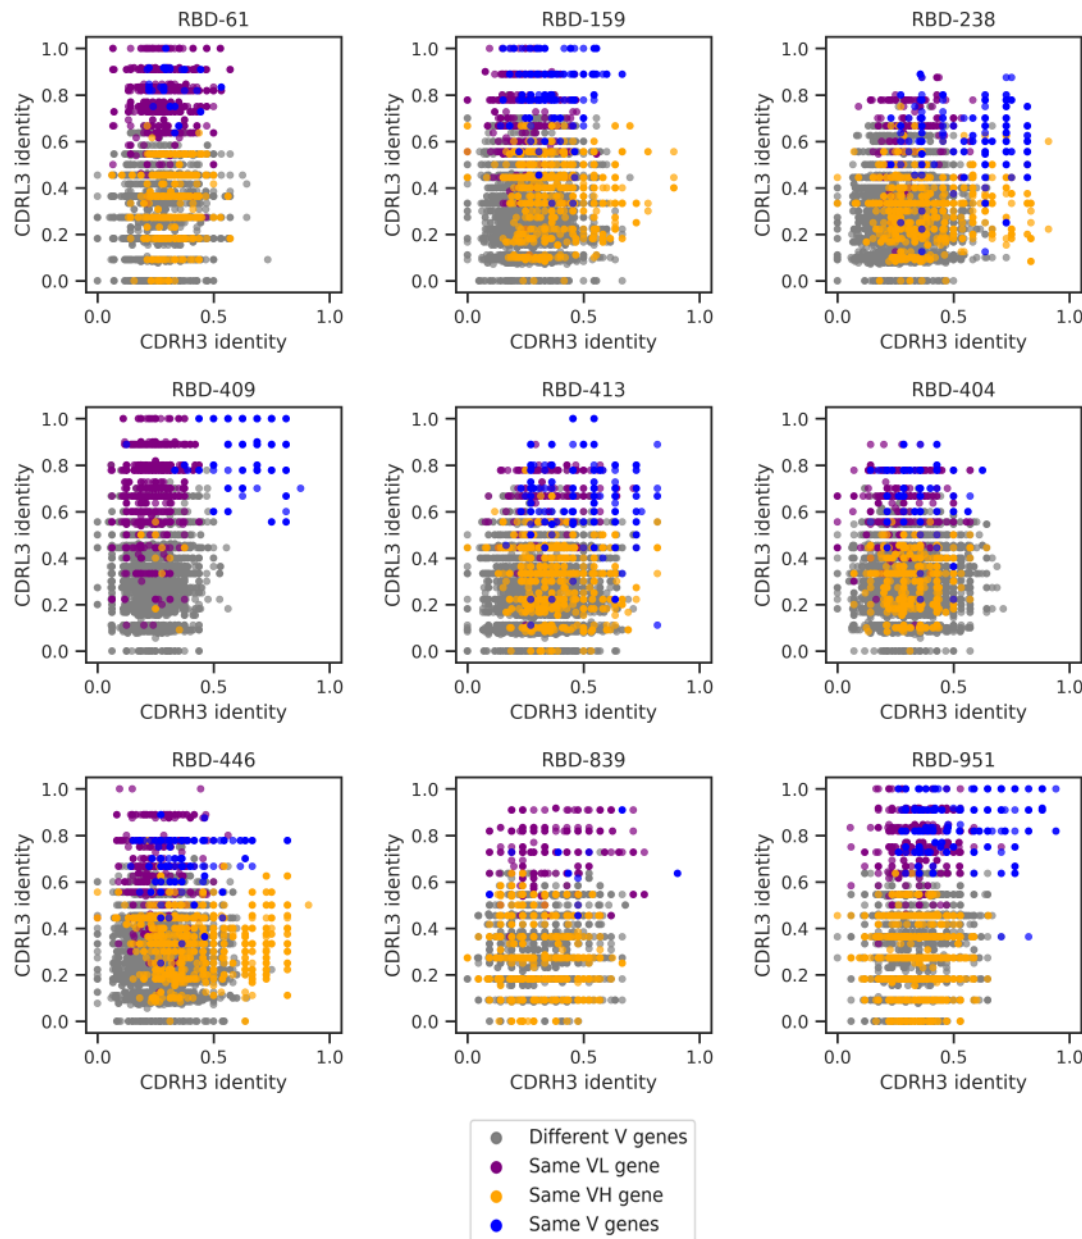 RBD-61 RBD-159 RBD-238
1.0 1.0 1.0
0.8 0.8 0.8
0.6 0.6 0.6
0.4 0.4 0.4
0.2 0.2 0.2
0.0 0.0 0.0
CDRL3 identity CDRL3 identity CDRL3 identity
0.0 0.5 1.0 0.0 0.5 1.0 0.0 0.5 1.0
CDRH3 identity CDRH3 identity CDRH3 identity
RBD-409 RBD-413 RBD-404
1.0 1.0 1.0
0.8 0.8 0.8
0.6 0.6 0.6
0.4 0.4 0.4
0.2 0.2 0.2
0.0 0.0 0.0
CDRL3 identity CDRL3 identity CDRL3 identity
0.0 0.5 1.0 0.0 0.5 1.0 0.0 0.5 1.0
CDRH3 identity CDRH3 identity CDRH3 identity
RBD-446 RBD-839 RBD-951
1.0 1.0 1.0
0.8 0.8 0.8
0.6 0.6 0.6
0.4 0.4 0.4
0.2 0.2 0.2
0.0 0.0 0.0
CDRL3 identity CDRL3 identity CDRL3 identity
0.0 0.5 1.0 0.0 0.5 1.0 0.0 0.5 1.0
CDRH3 identity CDRH3 identity CDRH3 identity
Different V genes
Same VL gene
Same VH gene
Same V genes